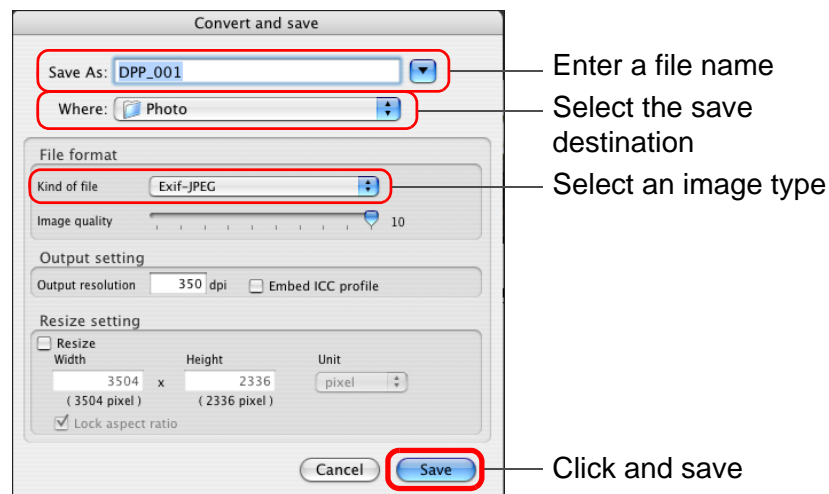 Convert and save
Save As: DPP_001
Enter a file name
Where: Photo
Select the save
destination
File format
Kind of file Exif-JPEG
Select an image type
Image quality 10
Output setting
Output resolution 350 dpi Embed ICC profile
Resize setting
Resize
Width Height Unit
3504 x 2336 pixel
(3504 pixel) (2336 pixel)
Lock aspect ratio
Cancel Save
Click and save